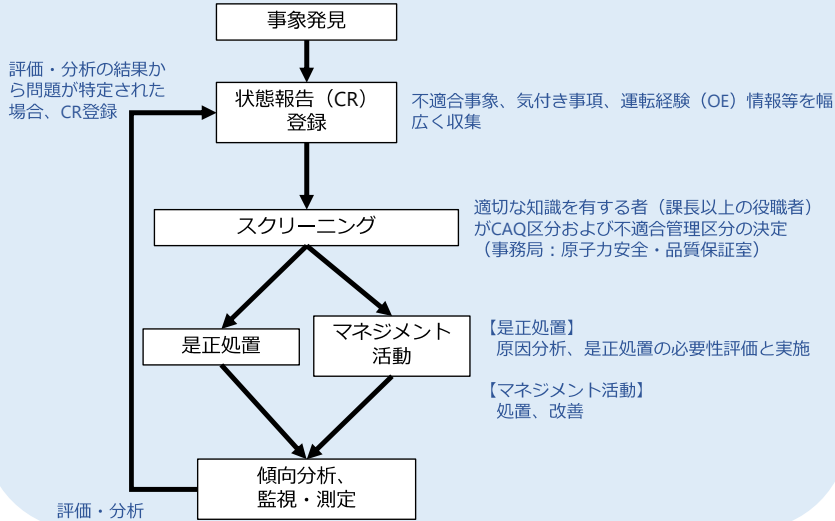 事象発見
評価・分析の結果か
ら問題が特定された
場合、CR登録
状態報告（CR）
登録
不適合事象、気付き事項、運転経験（OE）情報等を幅
広く収集
スクリーニング
適切な知識を有する者（課長以上の役職者）
がCAQ区分および不適合管理区分の決定
（事務局：原子力安全・品質保証室）
是正処置
マネジメント
活動
【是正処置】
原因分析、是正処置の必要性評価と実施
【マネジメント活動】
処置、改善
傾向分析、
監視・測定
評価・分析